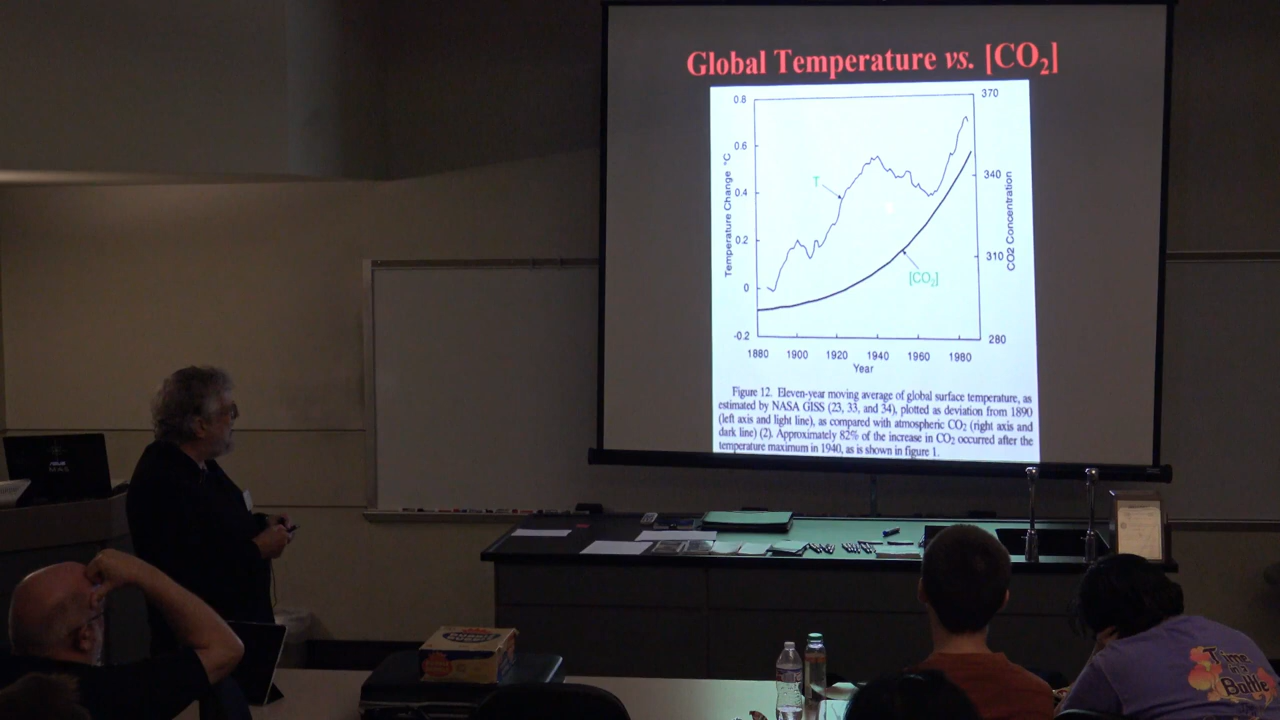 Global Temperature vs. [CO₂]
0.8
0.6
0.4
0.2
0
-0.2
Temperature Change °C
370
340
310
280
CO2 Concentration
T
[CO₂]
1880 1900 1920 1940 1960 1980
Year
Figure 12. Eleven-year moving average of global surface temperature, as
estimated by NASA GISS (23, 33, and 34), plotted as deviation from 1890
(left axis and light line), as compared with atmospheric CO₂ (right axis and
dark line) (2). Approximately 82% of the increase in CO₂ occurred after the
temperature maximum in 1940, as is shown in figure 1.
ASUS
Time
in a
Bottle